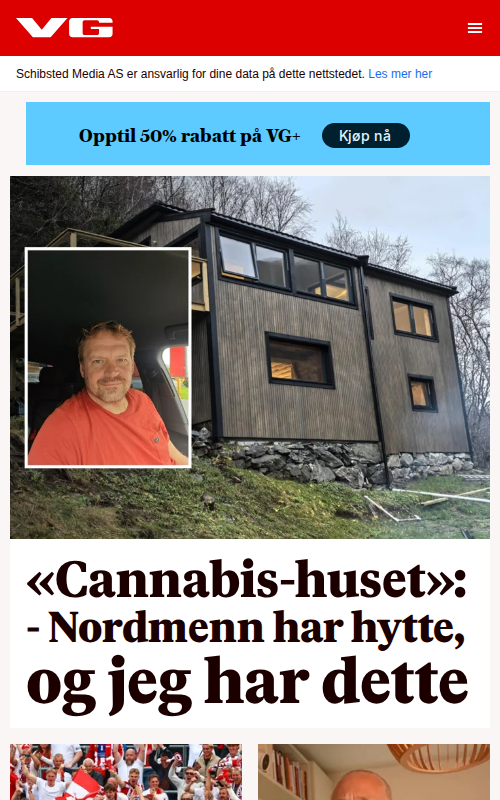 VG
Schibsted Media AS er ansvarlig for dine data på dette nettstedet. Les mer her
Opptil 50% rabatt på VG+ Kjøp nå
«Cannabis-huset»:
- Nordmenn har hytte,
og jeg har dette